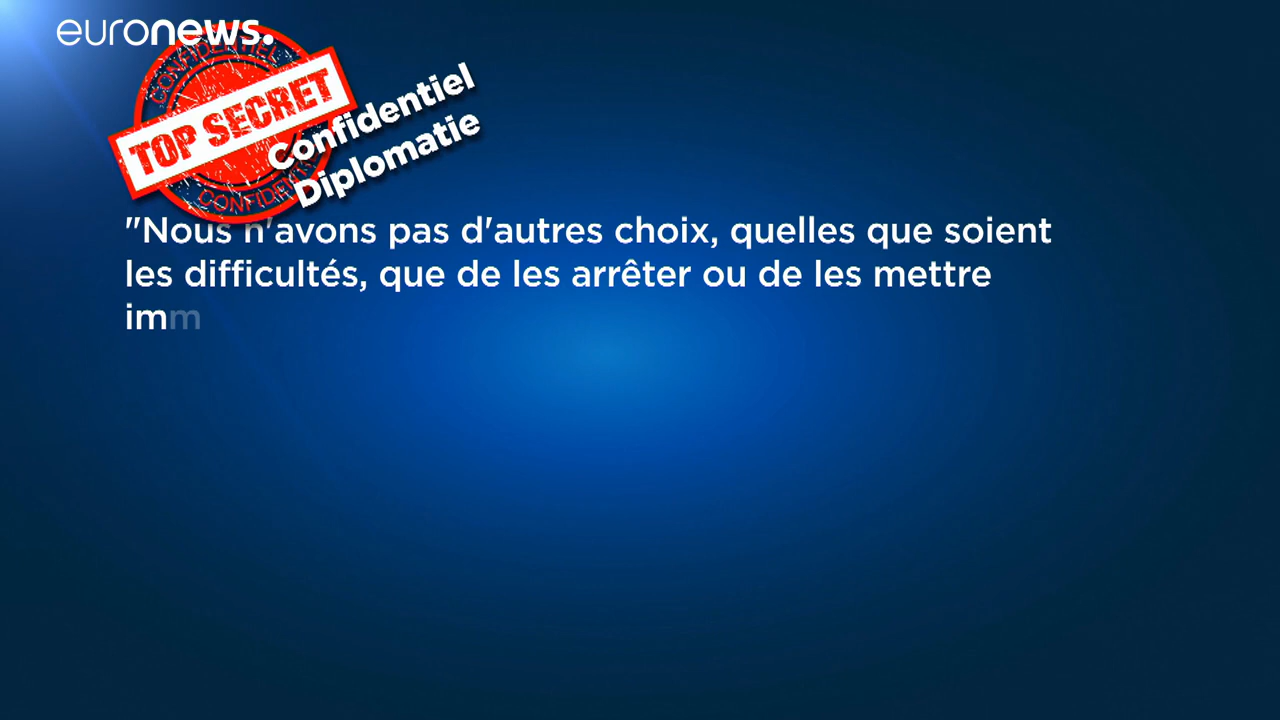 euronews.
CONFIDENTIEL
TOP SECRET
Confidentiel
Diplomatie
"Nous n'avons pas d'autres choix, quelles que soient
les difficultés, que de les arrêter ou de les mettre
imm